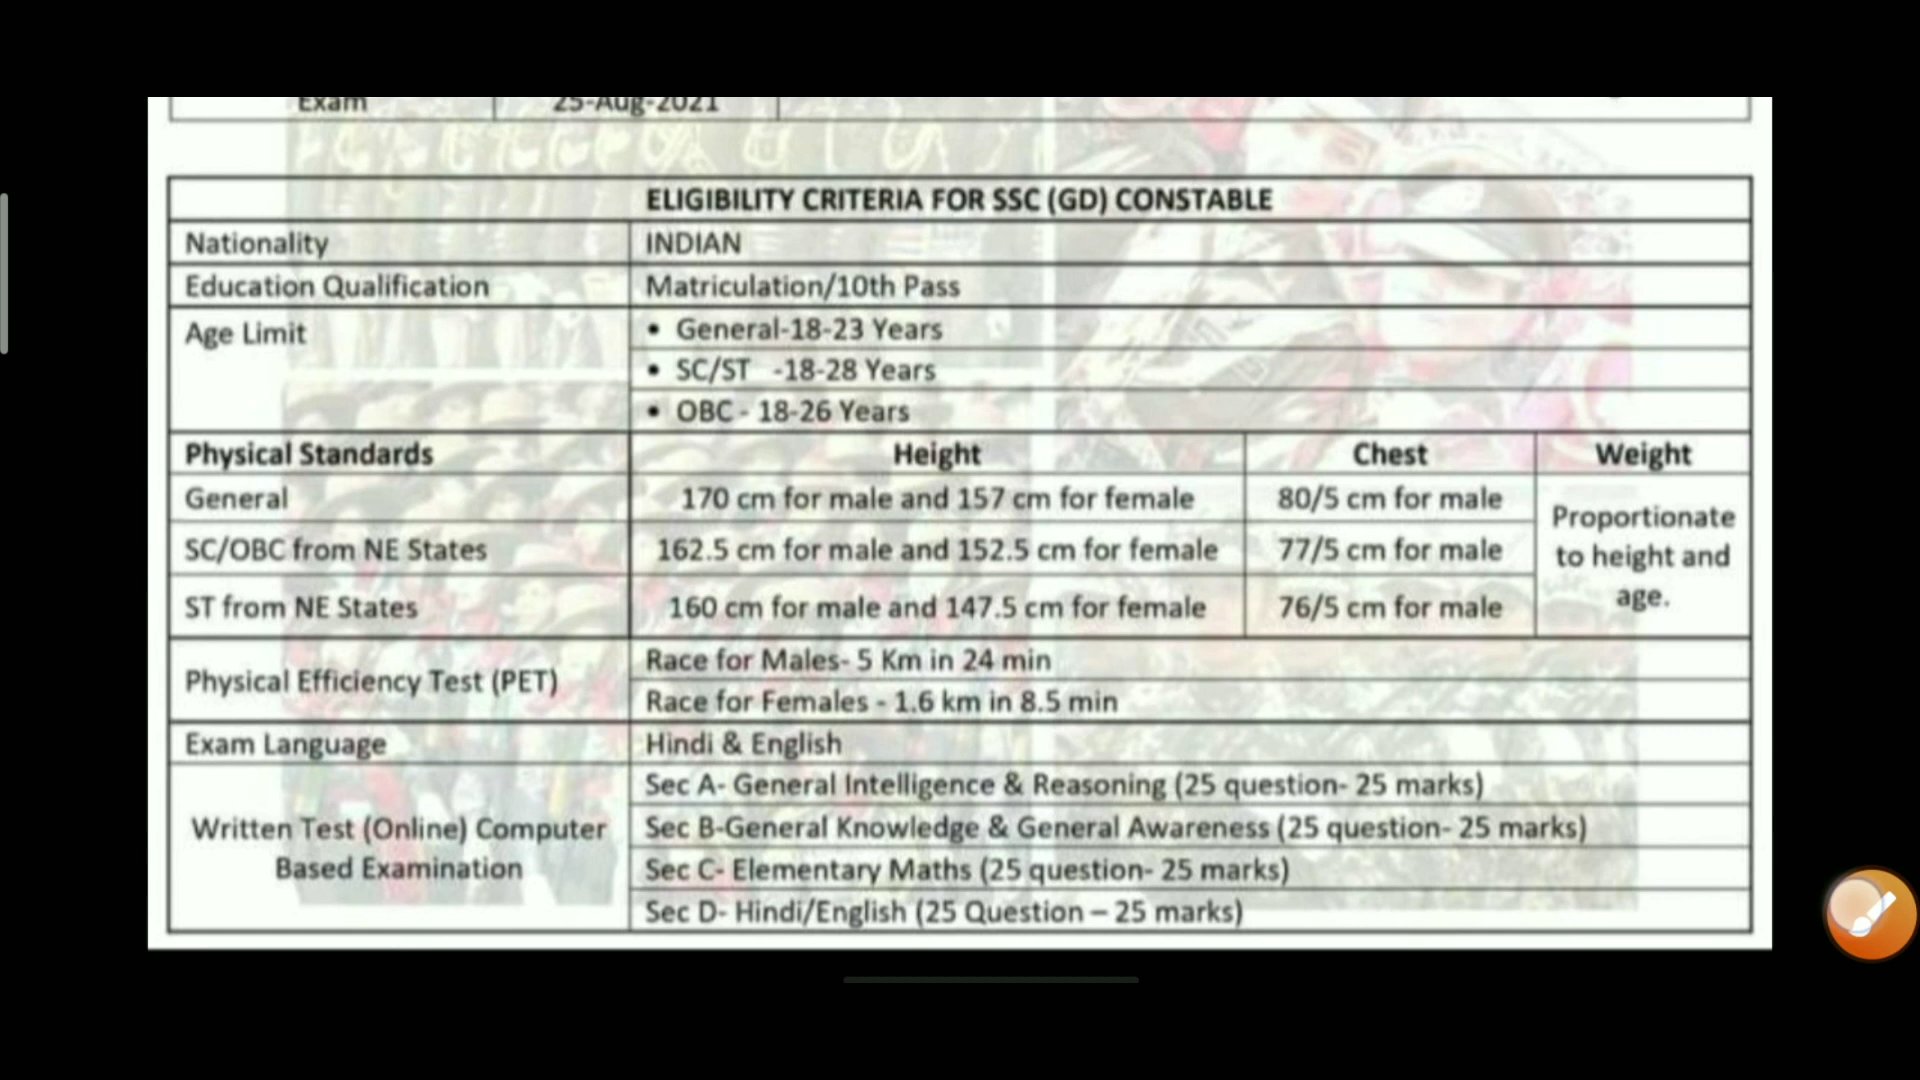 Exam 25-Aug-2021
ELIGIBILITY CRITERIA FOR SSC (GD) CONSTABLE
Nationality INDIAN
Education Qualification Matriculation/10th Pass
Age Limit • General-18-23 Years
• SC/ST -18-28 Years
• OBC - 18-26 Years
Physical Standards Height Chest Weight
General 170 cm for male and 157 cm for female 80/5 cm for male
SC/OBC from NE States 162.5 cm for male and 152.5 cm for female 77/5 cm for male
ST from NE States 160 cm for male and 147.5 cm for female 76/5 cm for male
Proportionate
to height and
age.
Physical Efficiency Test (PET)
Race for Males- 5 Km in 24 min
Race for Females - 1.6 km in 8.5 min
Exam Language Hindi & English
Written Test (Online) Computer
Based Examination
Sec A- General Intelligence & Reasoning (25 question- 25 marks)
Sec B-General Knowledge & General Awareness (25 question- 25 marks)
Sec C- Elementary Maths (25 question- 25 marks)
Sec D- Hindi/English (25 Question – 25 marks)